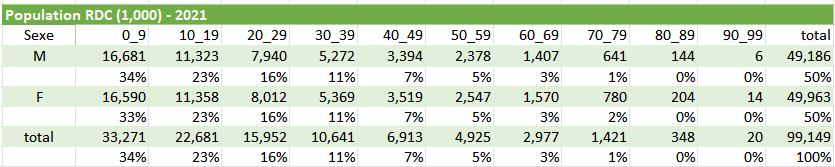 Population RDC (1,000) - 2021
Sexe 0_9 10_19 20_29 30_39 40_49 50_59 60_69 70_79 80_89 90_99 total
M 16,681 11,323 7,940 5,272 3,394 2,378 1,407 641 144 6 49,186
34% 23% 16% 11% 7% 5% 3% 1% 0% 0% 50%
F 16,590 11,358 8,012 5,369 3,519 2,547 1,570 780 204 14 49,963
33% 23% 16% 11% 7% 5% 3% 2% 0% 0% 50%
total 33,271 22,681 15,952 10,641 6,913 4,925 2,977 1,421 348 20 99,149
34% 23% 16% 11% 7% 5% 3% 1% 0% 0% 100%